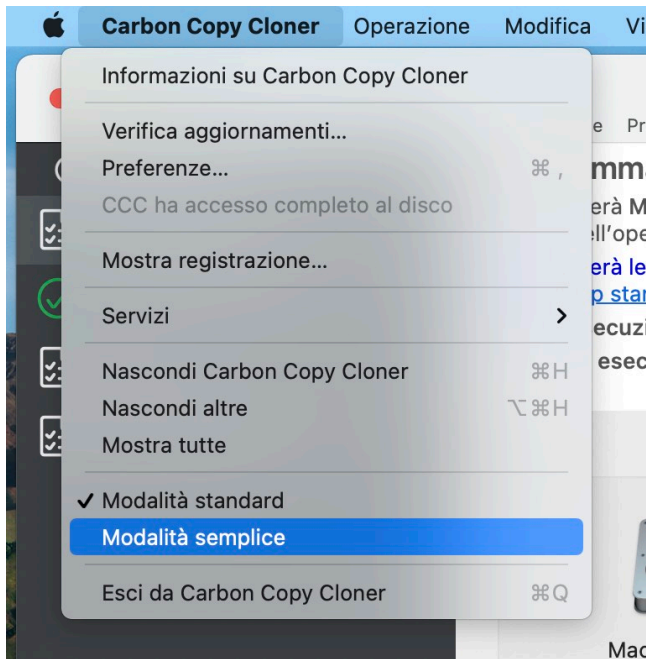 Carbon Copy Cloner Operazione Modifica
Informazioni su Carbon Copy Cloner
Verifica aggiornamenti...
Preferenze... ⌘ ,
CCC ha accesso completo al disco
Mostra registrazione...
Servizi
Nascondi Carbon Copy Cloner ⌘H
Nascondi altre ⌥⌘H
Mostra tutte
✓ Modalità standard
Modalità semplice
Esci da Carbon Copy Cloner ⌘Q